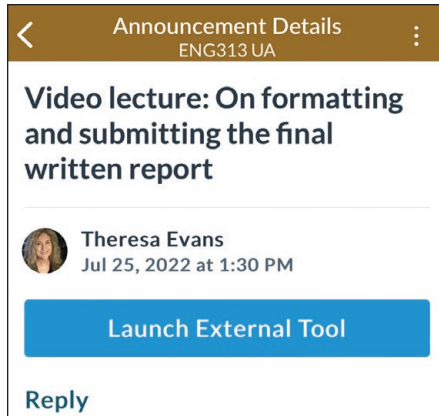 Announcement Details
ENG313 UA
Video lecture: On formatting
and submitting the final
written report
Theresa Evans
Jul 25, 2022 at 1:30 PM
Launch External Tool
Reply